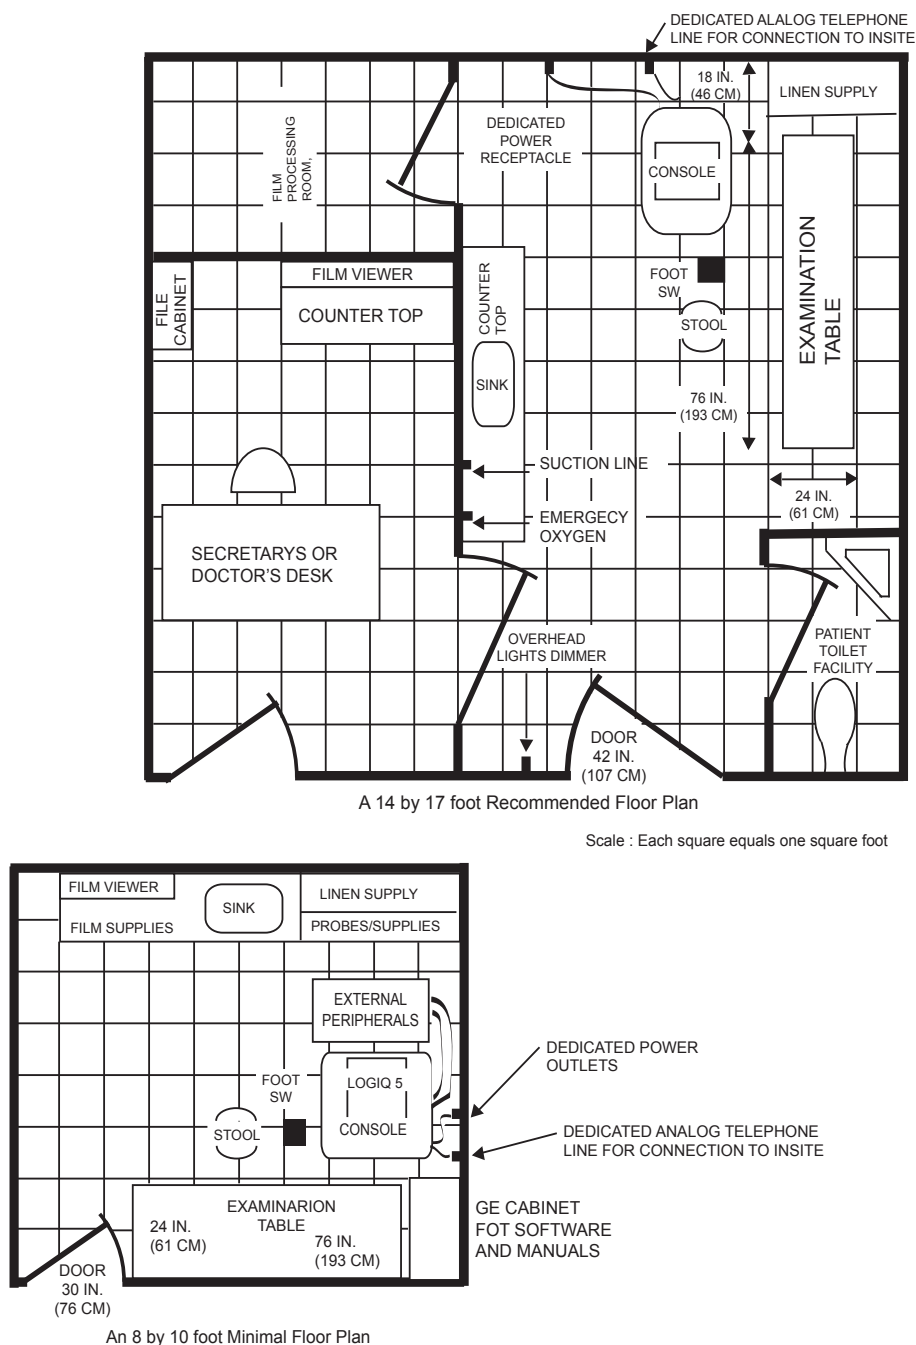 DEDICATED ALALOG TELEPHONE
LINE FOR CONNECTION TO INSITE
18 IN.
(46 CM)
LINEN SUPPLY
FILM
PROCESSING
ROOM,
DEDICATED
POWER
RECEPTACLE
CONSOLE
FILE
CABINET
FILM VIEWER
COUNTER TOP
COUNTER
TOP
SINK
FOOT
SW
STOOL
EXAMINATION
TABLE
76 IN.
(193 CM)
SUCTION LINE
24 IN.
(61 CM)
EMERGECY
OXYGEN
SECRETARYS OR
DOCTOR'S DESK
OVERHEAD
LIGHTS DIMMER
PATIENT
TOILET
FACILITY
DOOR
42 IN.
(107 CM)
A 14 by 17 foot Recommended Floor Plan
Scale : Each square equals one square foot
FILM VIEWER
SINK
LINEN SUPPLY
FILM SUPPLIES
PROBES/SUPPLIES
EXTERNAL
PERIPHERALS
DEDICATED POWER
OUTLETS
FOOT
SW
LOGIQ 5
CONSOLE
STOOL
DEDICATED ANALOG TELEPHONE
LINE FOR CONNECTION TO INSITE
EXAMINARION
TABLE
24 IN.
(61 CM)
76 IN.
(193 CM)
GE CABINET
FOT SOFTWARE
AND MANUALS
DOOR
30 IN.
(76 CM)
An 8 by 10 foot Minimal Floor Plan